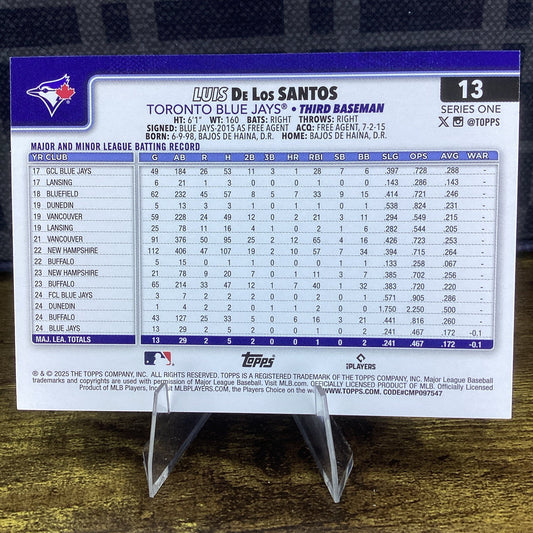 13
LUIS DE LOS SANTOS
SERIES ONE
TORONTO BLUE JAYS® • THIRD BASEMAN
@TOPPS
HT: 6'1" WT: 160 BATS: RIGHT THROWS: RIGHT
SIGNED: BLUE JAYS-2015 AS FREE AGENT ACQ: FREE AGENT, 7-2-15
BORN: 6-9-98, BAJOS DE HAINA, D.R. HOME: BAJOS DE HAINA, D.R.
MAJOR AND MINOR LEAGUE BATTING RECORD
YR CLUB G AB R H 2B 3B HR RBI SB BB SLG OPS AVG WAR
17 GCL BLUE JAYS 49 184 26 53 11 3 1 28 7 6 .397 .728 .288 -
17 LANSING 6 21 1 3 0 0 0 0 0 0 .143 .286 .143 -
18 BLUEFIELD 62 232 45 57 8 5 7 33 9 15 .414 .721 .246 -
19 DUNEDIN 5 13 4 3 1 0 1 5 1 5 .538 .824 .231 -
19 VANCOUVER 59 228 24 49 12 0 2 21 1 20 .294 .549 .215 -
19 LANSING 25 78 11 16 4 1 0 2 1 6 .282 .544 .205 -
21 VANCOUVER 91 376 50 95 25 2 12 65 4 16 .426 .723 .253 -
22 NEW HAMPSHIRE 112 406 47 107 19 2 10 57 7 34 .394 .715 .264 -
22 BUFFALO 5 15 0 1 1 0 0 1 0 0 .133 .258 .067 -
23 NEW HAMPSHIRE 21 78 9 20 7 0 1 11 3 7 .385 .702 .256 -
23 BUFFALO 65 214 33 47 12 1 7 40 1 32 .383 .720 .220 -
24 FCL BLUE JAYS 3 7 2 2 0 0 0 4 0 2 .571 .905 .286 -
24 DUNEDIN 1 4 2 2 2 0 1 2 0 0 1.750 2.250 .500 -
24 BUFFALO 43 127 25 33 5 0 6 16 3 21 .441 .816 .260 -
24 BLUE JAYS 13 29 2 5 2 0 0 1 0 2 .241 .467 .172 -0.1
MAJ. LEA. TOTALS 13 29 2 5 2 0 0 1 0 2 .241 .467 .172 -0.1
TOPPS
PLAYERS
® & © 2025 THE TOPPS COMPANY, INC. ALL RIGHTS RESERVED. TOPPS IS A REGISTERED TRADEMARK OF THE TOPPS COMPANY, INC. Major League Baseball
trademarks and copyrights are used with permission of Major League Baseball. Visit MLB.com. OFFICIALLY LICENSED PRODUCT OF MLB PLAYERS, INC. Officially Licensed
Product of MLB Players, Inc. Visit MLBPLAYERS.com, the Players Choice on the web. WWW.TOPPS.COM. CODE#CMP097547